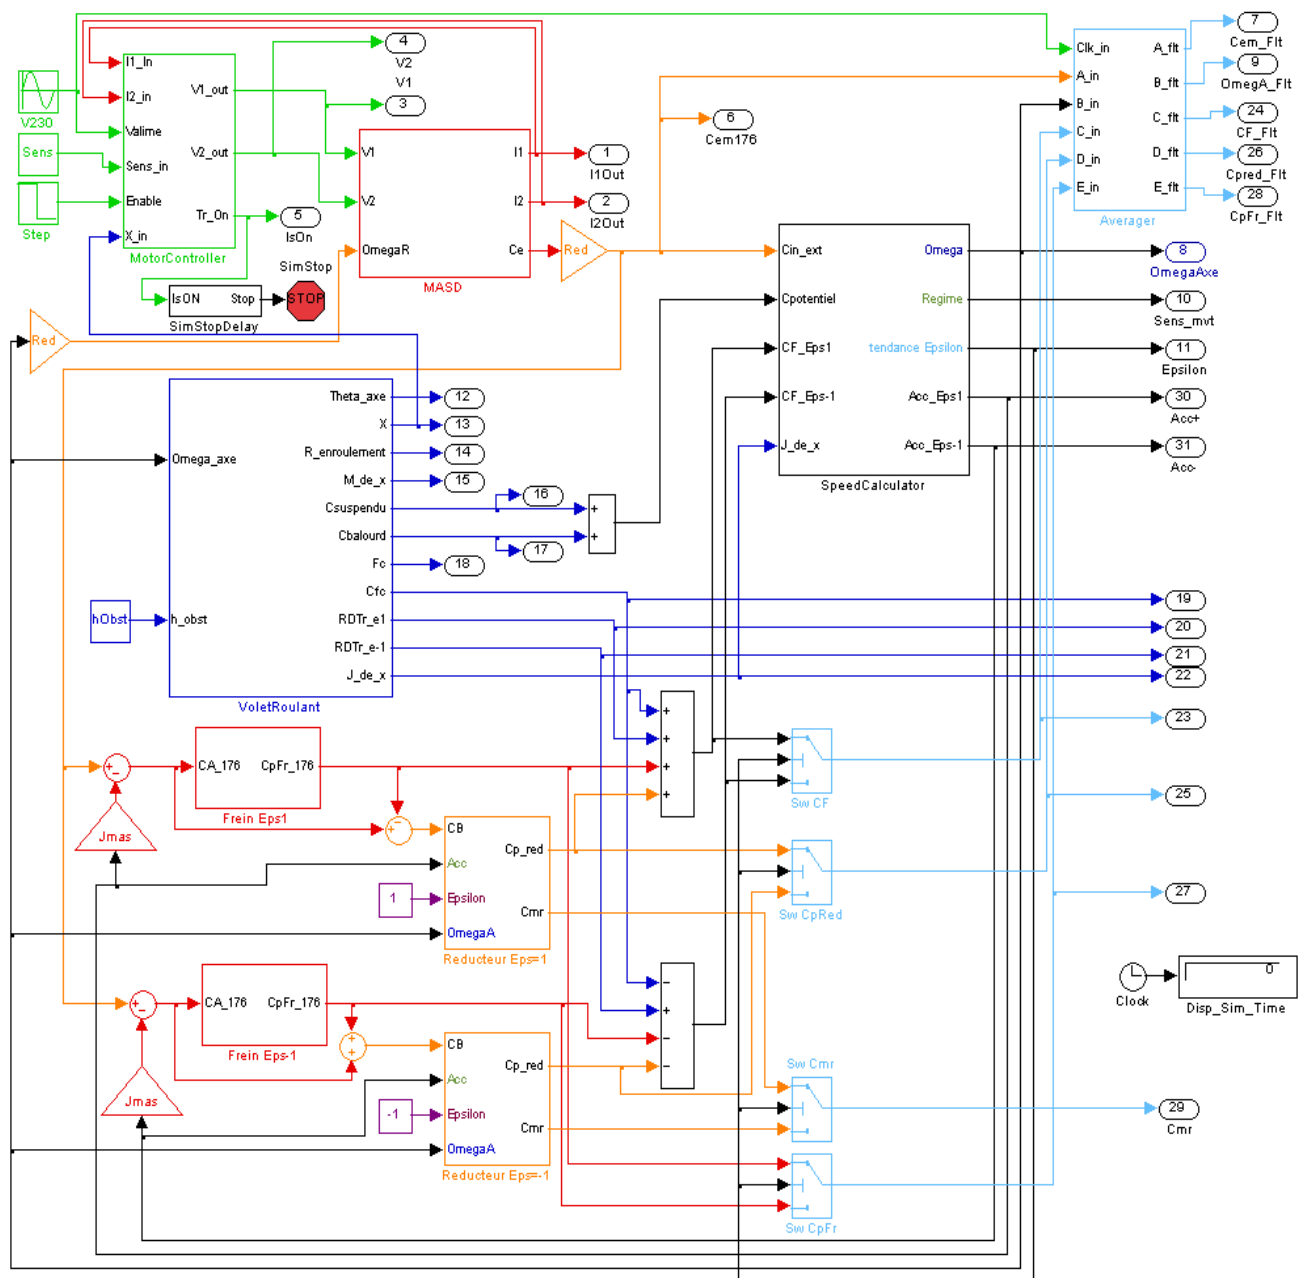 V230
Sens
Step
I1_In
I2_in
Valime
Sens_in
Enable
X_in
V1_out
V2_out
Tr_On
MotorController
4
V2
V1
3
5
IsOn
SimStop
STOP
IsON
Stop
SimStopDelay
V1
V2
OmegaR
I1
I2
Ce
MASD
1
I1Out
2
I2Out
Red
Red
6
Cem176
Clk_in
A_in
B_in
C_in
D_in
E_in
A_flt
B_flt
C_flt
D_flt
E_flt
Averager
7
Cem_Flt
9
OmegA_Flt
24
CF_Flt
26
Cpred_Flt
28
CpFr_Flt
Cin_ext
Cpotentiel
CF_Eps1
CF_Eps-1
J_de_x
Omega
Regime
tendance Epsilon
Acc_Eps1
Acc_Eps-1
SpeedCalculator
8
OmegaAxe
10
Sens_mvt
11
Epsilon
30
Acc+
31
Acc-
Omega_axe
h_obst
hObst
Theta_axe
X
R_enroulement
M_de_x
Csuspendu
Cbalourd
Fc
Cfc
RDTr_e1
RDTr_e-1
J_de_x
VoletRoulant
12
13
14
15
16
17
18
+
+
19
20
21
22
23
25
27
+
+
+
+
Sw CF
+
-
CA_176
CpFr_176
Frein Eps1
Jmas
+
-
CB
Acc
Epsilon
OmegaA
Cp_red
Cmr
Reducteur Eps=1
1
Sw CpRed
-
+
-
-
+
-
CA_176
CpFr_176
Frein Eps-1
Jmas
+
+
CB
Acc
Epsilon
OmegaA
Cp_red
Cmr
Reducteur Eps=-1
-1
Sw Cmr
Sw CpFr
Clock
0
Disp_Sim_Time
29
Cmr